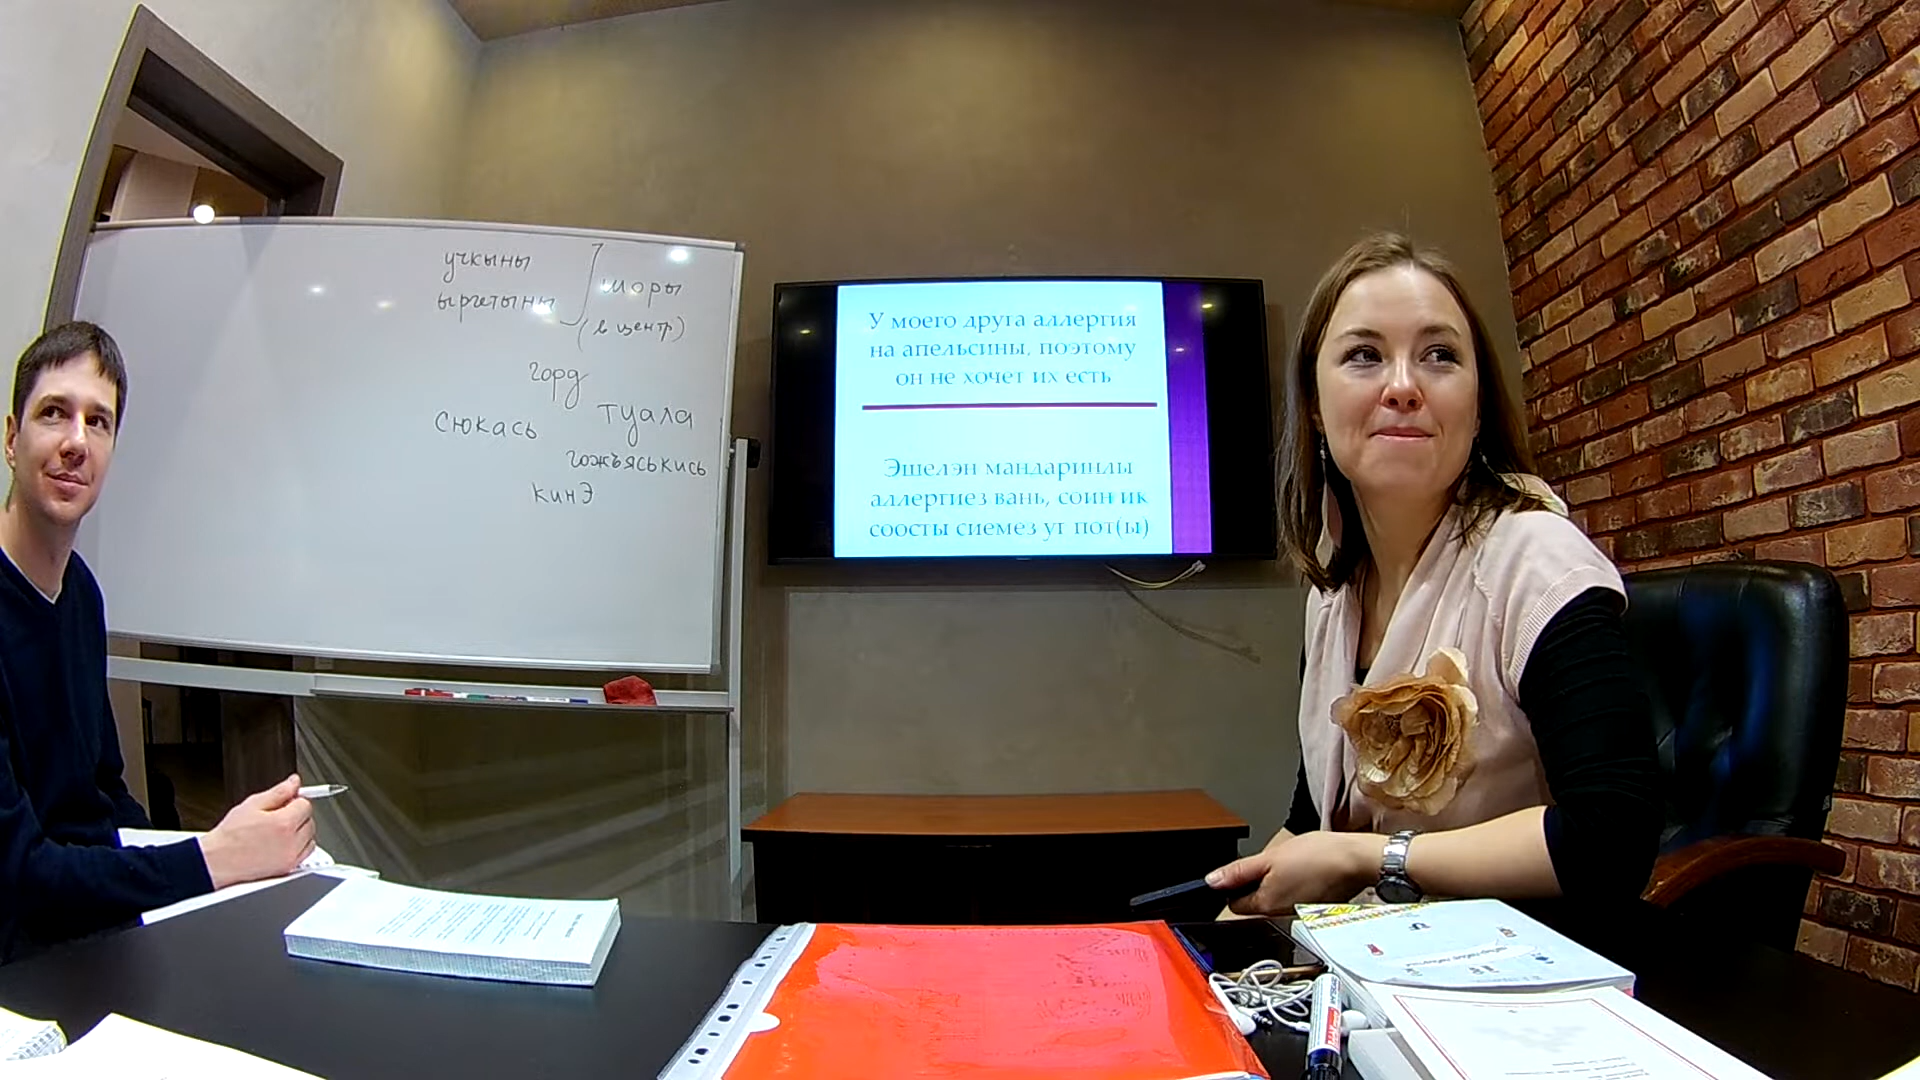 учкыны
ыргетыны
шоры
(в центр)
горд
туала
сюкась
гожъяськись
кинэ
У моего друга аллергия
на апельсины, поэтому
он не хочет их есть
Эшелэн мандаринлы
аллергиез вань, соин ик
соосты сиемез уг пот(ы)